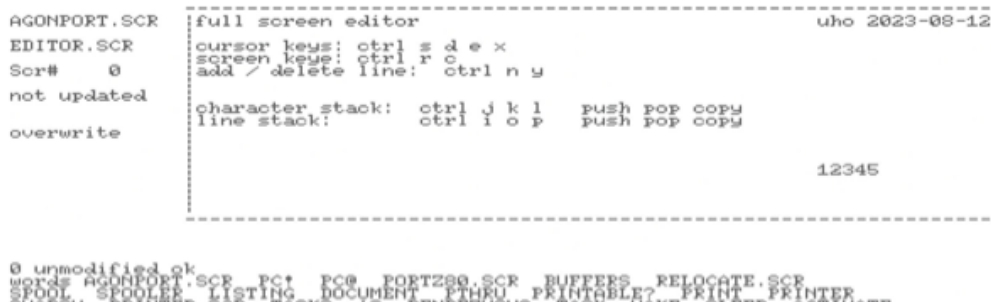 AGONPORT.SCR full screen editor uho 2023-08-12
EDITOR.SCR cursor keys: ctrl s d e x
screen keye: ctrl r c
Scr# 0 add / delete line: ctrl n y
not updated
character stack: ctrl j k l push pop copy
line stack: ctrl i o p push pop copy
overwrite
12345
0 unmodified ok
words AGONPORT.SCR PC! PC@ PORTZ80.SCR BUFFERS RELOCATE.SCR
SPOOL SPOOLER LISTING DOCUMENT PTHRU PRINTABLE? PRINT PRINTER